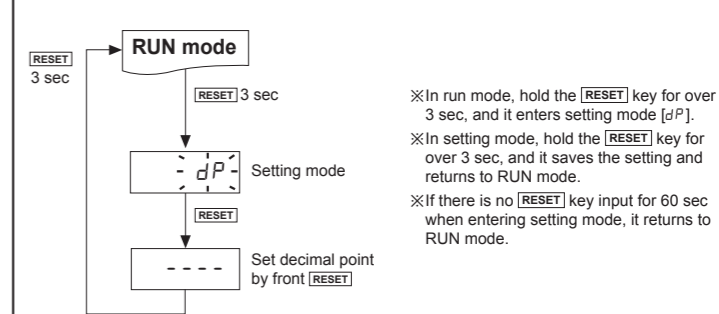 RUN mode
RESET
3 sec
RESET 3 sec
- dP - Setting mode
RESET
- - - - Set decimal point
by front RESET
※In run mode, hold the RESET key for over
3 sec, and it enters setting mode [dP].
※In setting mode, hold the RESET key for
over 3 sec, and it saves the setting and
returns to RUN mode.
※If there is no RESET key input for 60 sec
when entering setting mode, it returns to
RUN mode.